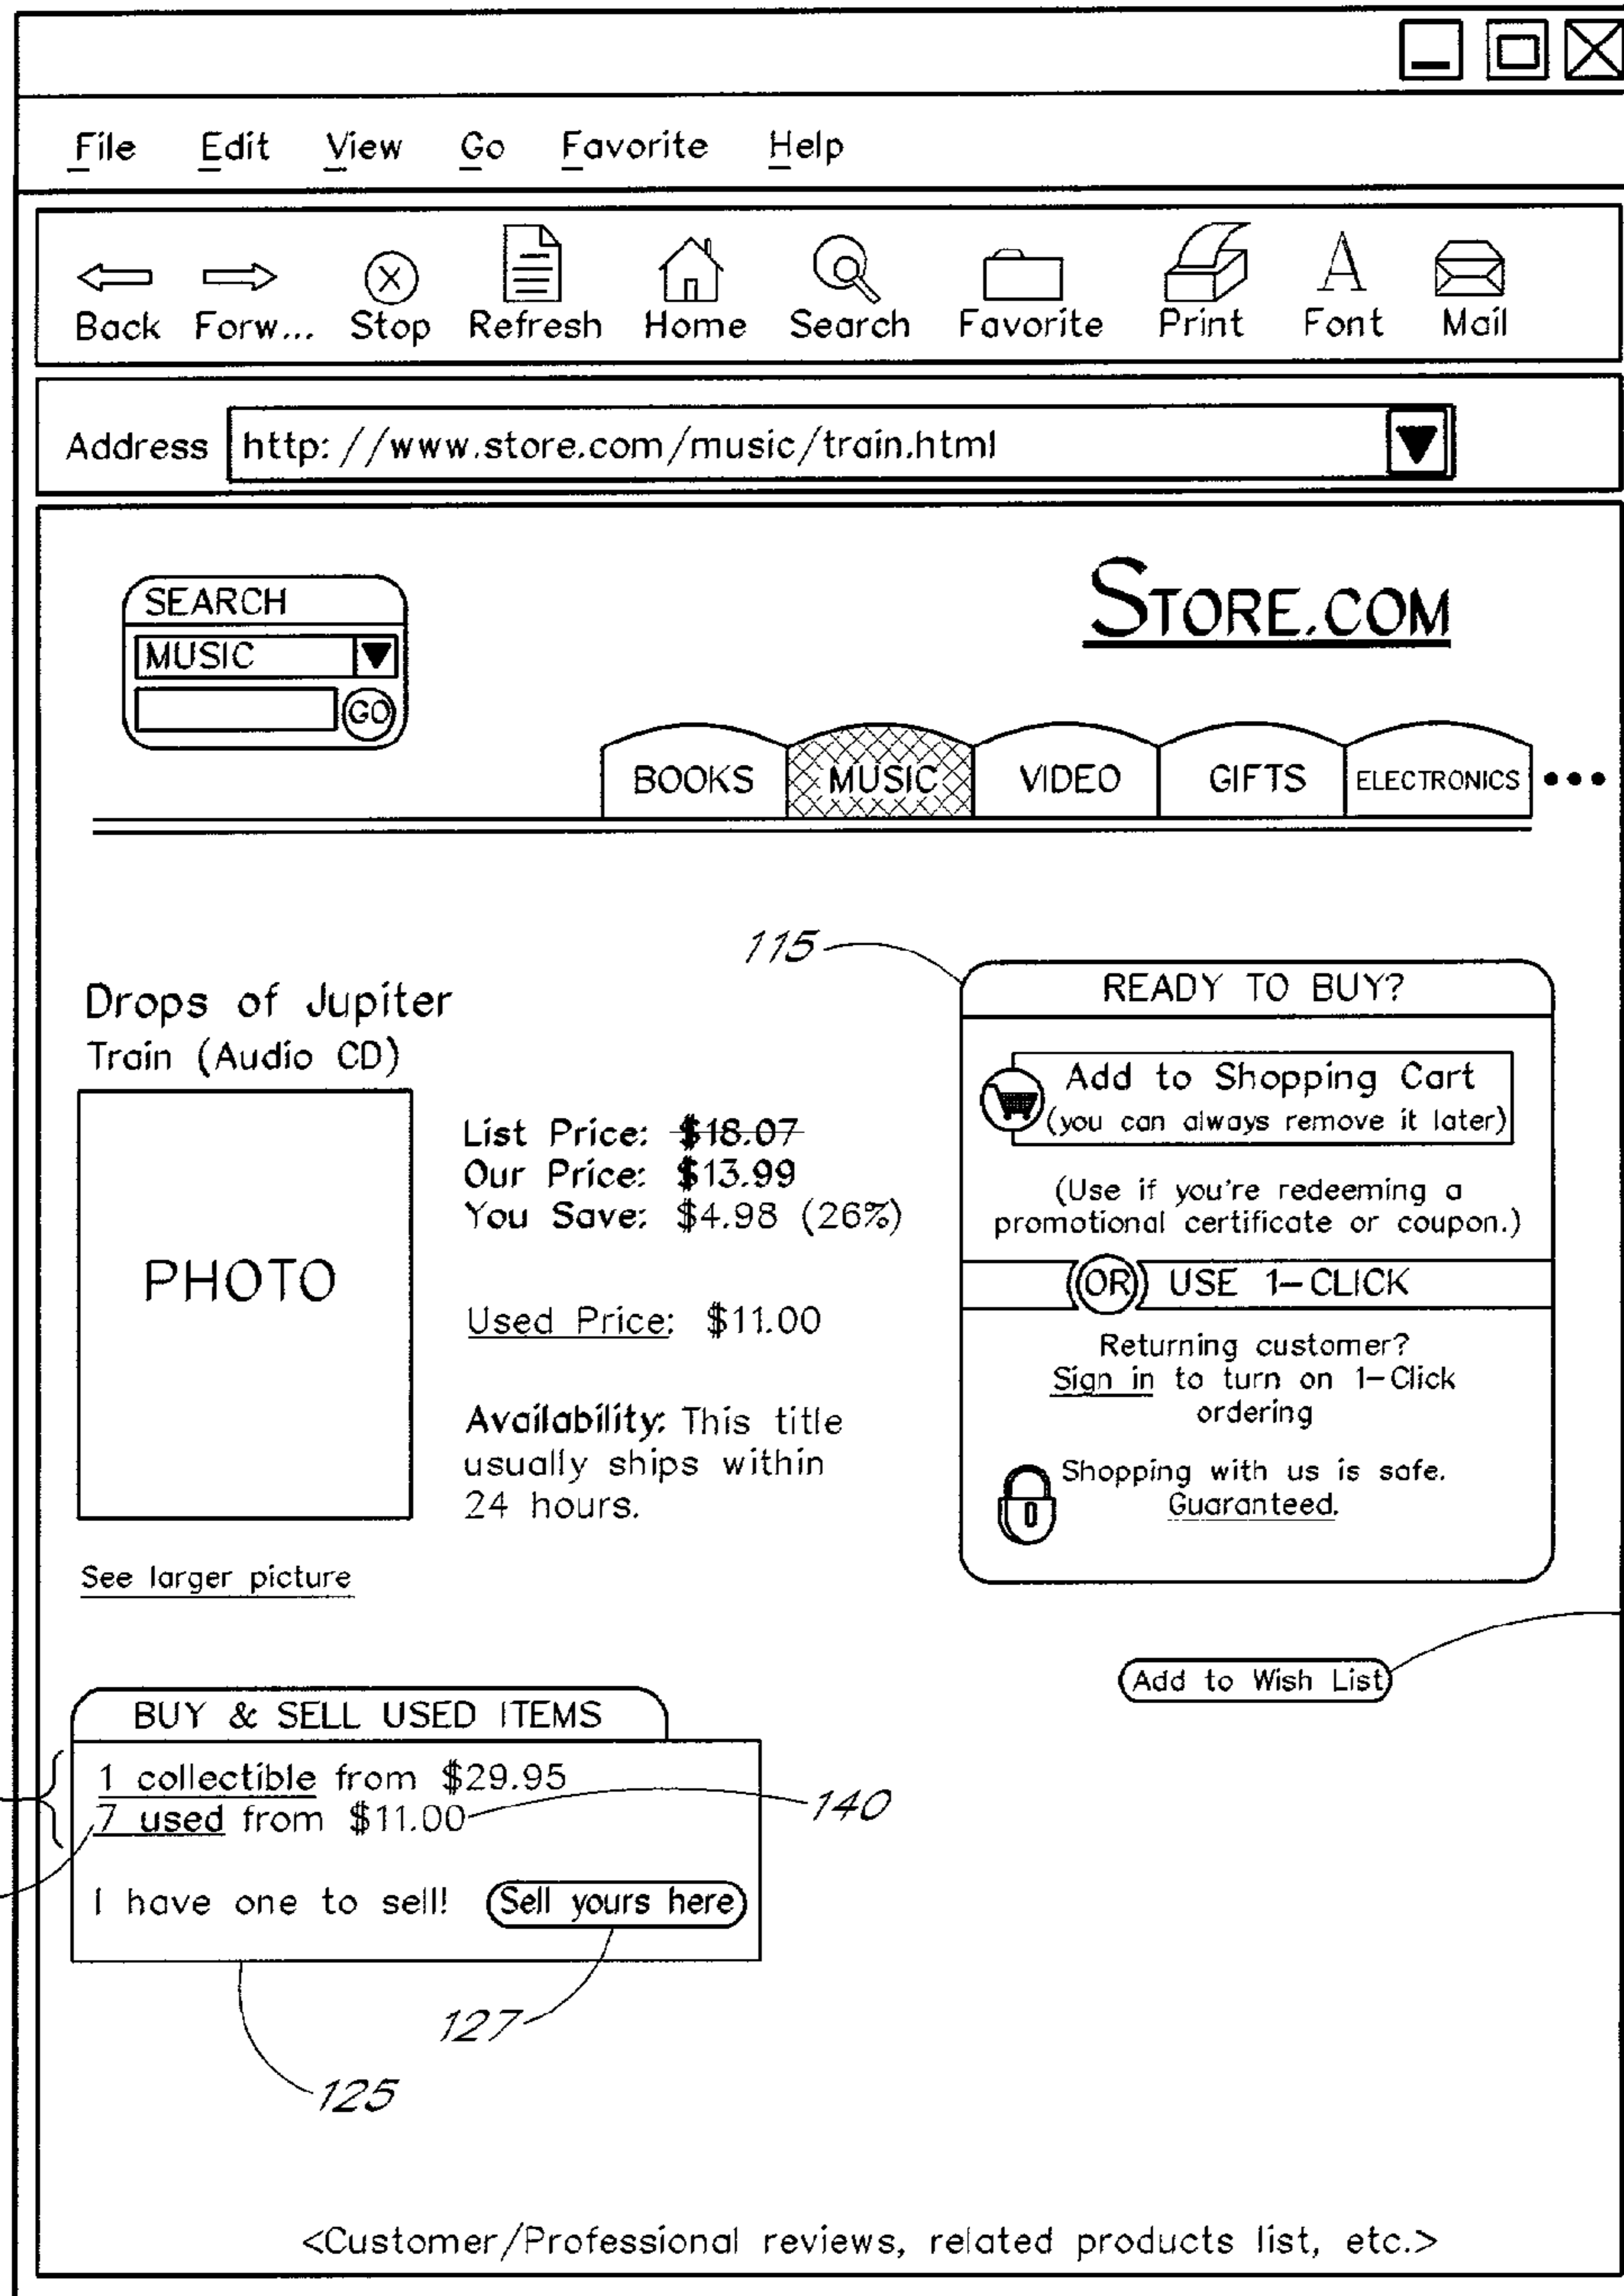 File Edit View Go Favorite Help
Back Forw... Stop Refresh Home Search Favorite Print Font Mail
Address http://www.store.com/music/train.html
SEARCH
MUSIC
GO
STORE.COM
BOOKS MUSIC VIDEO GIFTS ELECTRONICS •••
115
Drops of Jupiter
Train (Audio CD)
PHOTO
See larger picture
List Price: $18.07
Our Price: $13.99
You Save: $4.98 (26%)
Used Price: $11.00
Availability: This title
usually ships within
24 hours.
READY TO BUY?
Add to Shopping Cart
(you can always remove it later)
(Use if you're redeeming a
promotional certificate or coupon.)
OR USE 1-CLICK
Returning customer?
Sign in to turn on 1-Click
ordering
Shopping with us is safe.
Guaranteed.
Add to Wish List
BUY & SELL USED ITEMS
1 collectible from $29.95
7 used from $11.00
140
I have one to sell! Sell yours here
127
125
<Customer/Professional reviews, related products list, etc.>